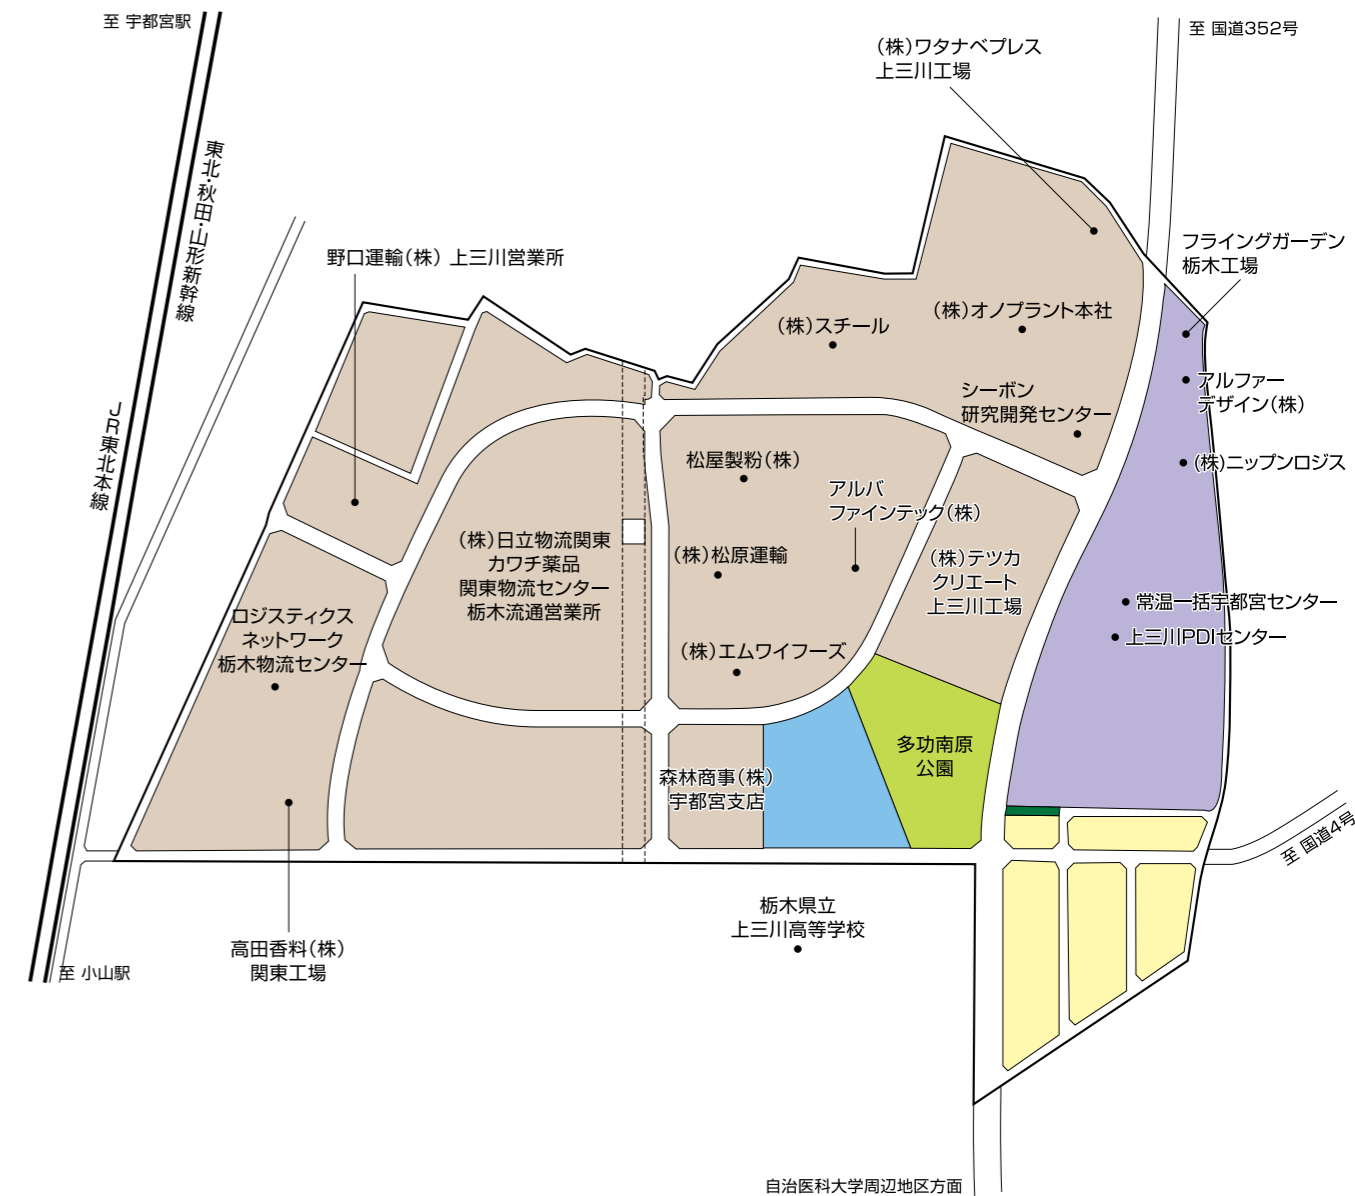 至 宇都宮駅
至 国道352号
(株)ワタナベプレス
上三川工場
東北・秋田・山形新幹線
フライングガーデン
栃木工場
野口運輸(株) 上三川営業所
(株)オノプラント本社
(株)スチール
アルファー
デザイン(株)
シーボン
研究開発センター
JR東北本線
松屋製粉(株)
(株)ニッポンロジス
アルバ
ファインテック(株)
(株)日立物流関東
カワチ薬品
関東物流センター
栃木流通営業所
(株)松原運輸
(株)テツカ
クリエート
上三川工場
常温一括宇都宮センター
ロジスティクス
ネットワーク
栃木物流センター
上三川PDIセンター
(株)エムワイフーズ
多功南原
公園
森林商事(株)
宇都宮支店
至 国道4号
栃木県立
上三川高等学校
高田香料(株)
関東工場
至 小山駅
自治医科大学周辺地区方面